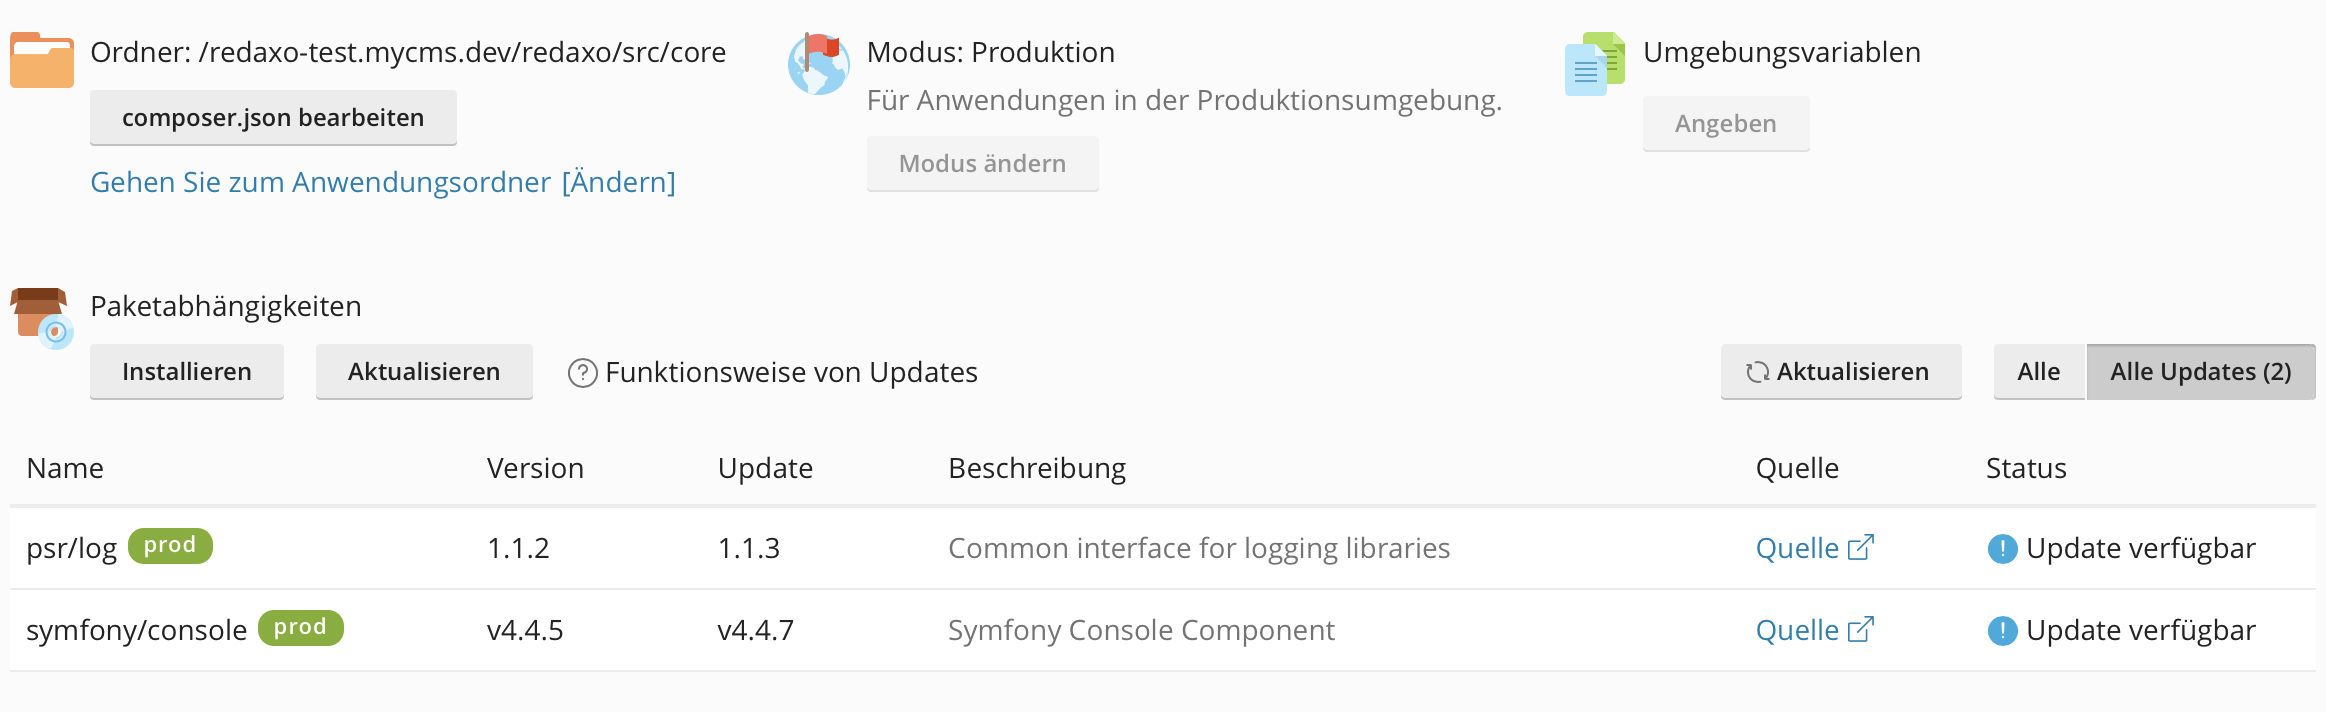 Ordner: /redaxo-test.mycms.dev/redaxo/src/core
composer.json bearbeiten
Gehen Sie zum Anwendungsordner [Ändern]
Modus: Produktion
Für Anwendungen in der Produktionsumgebung.
Modus ändern
Umgebungsvariablen
Angeben
Paketabhängigkeiten
Installieren Aktualisieren ? Funktionsweise von Updates Aktualisieren Alle Alle Updates (2)
Name Version Update Beschreibung Quelle Status
psr/log prod 1.1.2 1.1.3 Common interface for logging libraries Quelle ! Update verfügbar
symfony/console prod v4.4.5 v4.4.7 Symfony Console Component Quelle ! Update verfügbar